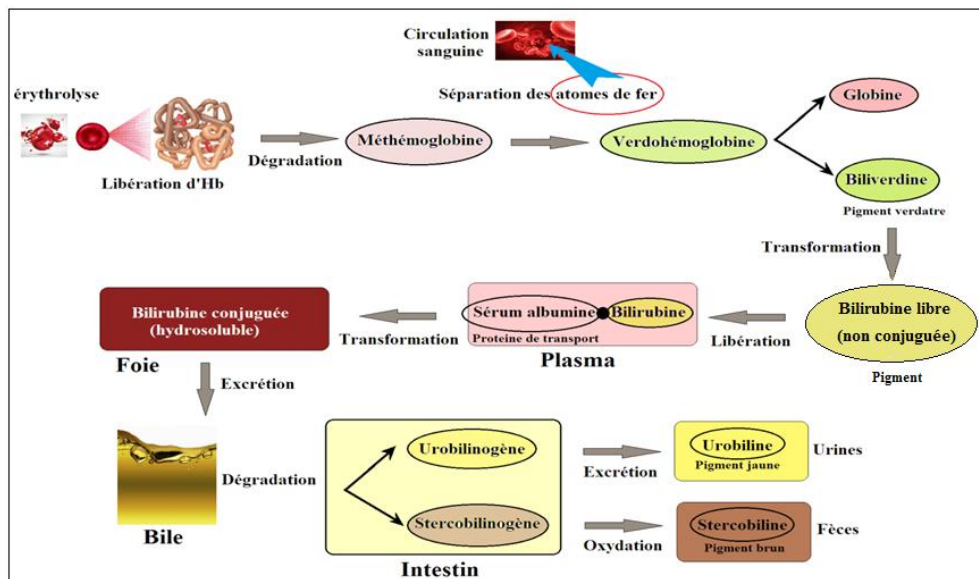 Circulation
sanguine
érythrolyse
Séparation des atomes de fer
Globine
Méthémoglobine
Verdohémoglobine
Dégradation
Libération d'Hb
Biliverdine
Pigment verdatre
Transformation
Bilirubine libre
(non conjuguée)
Pigment
Libération
Sérum albumine
Bilirubine
Proteine de transport
Plasma
Transformation
Bilirubine conjuguée
(hydrosoluble)
Foie
Excrétion
Bile
Dégradation
Urobilinogène
Stercobilinogène
Intestin
Excrétion
Urobiline
Pigment jaune
Urines
Oxydation
Stercobiline
Pigment brun
Fèces